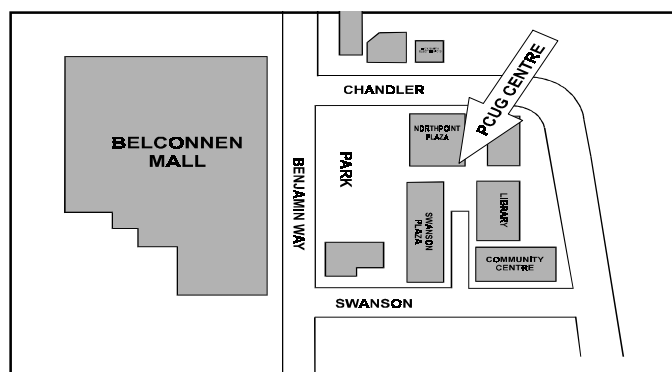 CHANDLER
PCUG CENTRE
NORTHPOINT
PLAZA
BELCONNEN
MALL
BENJAMIN WAY
PARK
SWANSON
PLAZA
LIBRARY
COMMUNITY
CENTRE
SWANSON